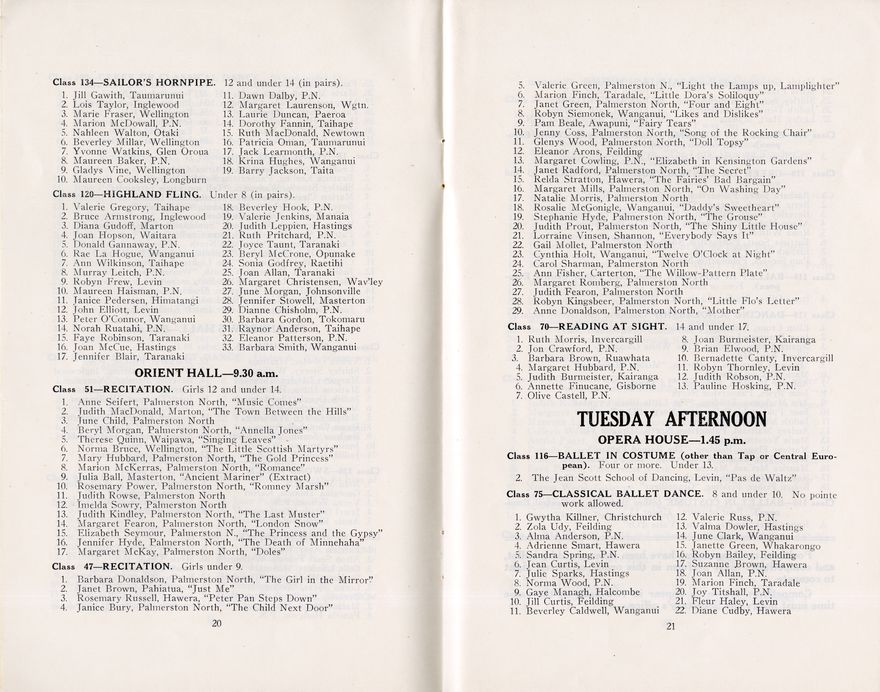 Class 134—SAILOR'S HORNPIPE. 12 and under 14 (in pairs).
1. Jill Gawith, Taumarunui
2. Lois Taylor, Inglewood
3. Marie Fraser, Wellington
4. Marion McDowall, P.N.
5. Nahleen Walton, Otaki
6. Beverley Millar, Wellington
7. Yvonne Watkins, Glen Oroua
8. Maureen Baker, P.N.
9. Gladys Vine, Wellington
10. Maureen Cooksley, Longburn
11. Dawn Dalby, P.N.
12. Margaret Laurenson, Wgtn.
13. Laurie Duncan, Paeroa
14. Dorothy Fannin, Taihape
15. Ruth MacDonald, Newtown
16. Patricia Oman, Taumarunui
17. Jack Learmonth, P.N.
18. Krina Hughes, Wanganui
19. Barry Jackson, Taita
Class 120—HIGHLAND FLING. Under 8 (in pairs).
1. Valerie Gregory, Taihape
2. Bruce Armstrong, Inglewood
3. Diana Gudoff, Marton
4. Joan Hopson, Waitara
5. Donald Gannaway, P.N.
6. Rae La Hogue, Wanganui
7. Ann Wilkinson, Taihape
8. Murray Leitch, P.N.
9. Robyn Frew, Levin
10. Maureen Haisman, P.N.
11. Janice Pedersen, Himatangi
12. John Elliott, Levin
13. Peter O'Connor, Wanganui
14. Norah Ruatahi, P.N.
15. Faye Robinson, Taranaki
16. Joan McCue, Hastings
17. Jennifer Blair, Taranaki
18. Beverley Hook, P.N.
19. Valerie Jenkins, Manaia
20. Judith Leppien, Hastings
21. Ruth Pritchard, P.N.
22. Joyce Taunt, Taranaki
23. Beryl McCrone, Opunake
24. Sonia Godfrey, Raetihi
25. Joan Allan, Taranaki
26. Margaret Christensen, Wav'ley
27. June Morgan, Johnsonville
28. Jennifer Stowell, Masterton
29. Dianne Chisholm, P.N.
30. Barbara Gordon, Tokomaru
31. Raynor Anderson, Taihape
32. Eleanor Patterson, P.N.
33. Barbara Smith, Wanganui
ORIENT HALL—9.30 a.m.
Class 51—RECITATION. Girls 12 and under 14.
1. Anne Seifert, Palmerston North, "Music Comes"
2. Judith MacDonald, Marton, "The Town Between the Hills"
3. June Child, Palmerston North
4. Beryl Morgan, Palmerston North, "Annella Jones"
5. Therese Quinn, Waipawa, "Singing Leaves"
6. Norma Bruce, Wellington, "The Little Scottish Martyrs"
7. Mary Hubbard, Palmerston North, "The Gold Princess"
8. Marion McKerras, Palmerston North, "Romance"
9. Julia Ball, Masterton, "Ancient Mariner" (Extract)
10. Rosemary Power, Palmerston North, "Romney Marsh"
11. Judith Rowse, Palmerston North
12. Imelda Sowry, Palmerston North
13. Judith Kindley, Palmerston North, "The Last Muster"
14. Margaret Fearon, Palmerston North, "London Snow"
15. Elizabeth Seymour, Palmerston N., "The Princess and the Gypsy"
16. Jennifer Hyde, Palmerston North, "The Death of Minnehaha"
17. Margaret McKay, Palmerston North, "Doles"
Class 47—RECITATION. Girls under 9.
1. Barbara Donaldson, Palmerston North, "The Girl in the Mirror"
2. Janet Brown, Pahiatua, "Just Me"
3. Rosemary Russell, Hawera, "Peter Pan Steps Down"
4. Janice Bury, Palmerston North, "The Child Next Door"
20
5. Valerie Green, Palmerston N., "Light the Lamps up, Lamplighter"
6. Marion Finch, Taradale, "Little Dora's Soliloquy"
7. Janet Green, Palmerston North, "Four and Eight"
8. Robyn Siemonek, Wanganui, "Likes and Dislikes"
9. Pam Beale, Awapuni, "Fairy Tears"
10. Jenny Coss, Palmerston North, "Song of the Rocking Chair"
11. Glenys Wood, Palmerston North, "Doll Topsy"
12. Eleanor Arons, Feilding
13. Margaret Cowling, P.N., "Elizabeth in Kensington Gardens"
14. Janet Radford, Palmerston North, "The Secret"
15. Relda Stratton, Hawera, "The Fairies' Bad Bargain"
16. Margaret Mills, Palmerston North, "On Washing Day"
17. Natalie Morris, Palmerston North
18. Rosalie McGonigle, Wanganui, "Daddy's Sweetheart"
19. Stephanie Hyde, Palmerston North, "The Grouse"
20. Judith Prout, Palmerston North, "The Shiny Little House"
21. Lorraine Vinsen, Shannon, "Everybody Says It"
22. Gail Mollet, Palmerston North
23. Cynthia Holt, Wanganui, "Twelve O'Clock at Night"
24. Carol Sharman, Palmerston North
25. Ann Fisher, Carterton, "The Willow-Pattern Plate"
26. Margaret Romberg, Palmerston North
27. Judith Fearon, Palmerston North
28. Robyn Kingsbeer, Palmerston North, "Little Flo's Letter"
29. Anne Donaldson, Palmerston North, "Mother"
Class 70—READING AT SIGHT. 14 and under 17.
1. Ruth Morris, Invercargill
2. Jon Crawford, P.N.
3. Barbara Brown, Ruawhata
4. Margaret Hubbard, P.N.
5. Judith Burmeister, Kairanga
6. Annette Finucane, Gisborne
7. Olive Castell, P.N.
8. Joan Burmeister, Kairanga
9. Brian Elwood, P.N.
10. Bernadette Canty, Invercargill
11. Robyn Thornley, Levin
12. Judith Robson, P.N.
13. Pauline Hosking, P.N.
TUESDAY AFTERNOON
OPERA HOUSE—1.45 p.m.
Class 116—BALLET IN COSTUME (other than Tap or Central Euro-
pean). Four or more. Under 13.
2. The Jean Scott School of Dancing, Levin, "Pas de Waltz"
Class 75—CLASSICAL BALLET DANCE. 8 and under 10. No pointe
work allowed.
1. Gwytha Killner, Christchurch
2. Zola Udy, Feilding
3. Alma Anderson, P.N.
4. Adrienne Smart, Hawera
5. Sandra Spring, P.N.
6. Jean Curtis, Levin
7. Julie Sparks, Hastings
8. Norma Wood, P.N.
9. Gaye Managh, Halcombe
10. Jill Curtis, Feilding
11. Beverley Caldwell, Wanganui
12. Valerie Russ, P.N.
13. Valma Dowler, Hastings
14. June Clark, Wanganui
15. Janette Green, Whakarongo
16. Robyn Bailey, Feilding
17. Suzanne Brown, Hawera
18. Joan Allan, P.N.
19. Marion Finch, Taradale
20. Joy Titshall, P.N.
21. Fleur Haley, Levin
22. Diane Cudby, Hawera
21